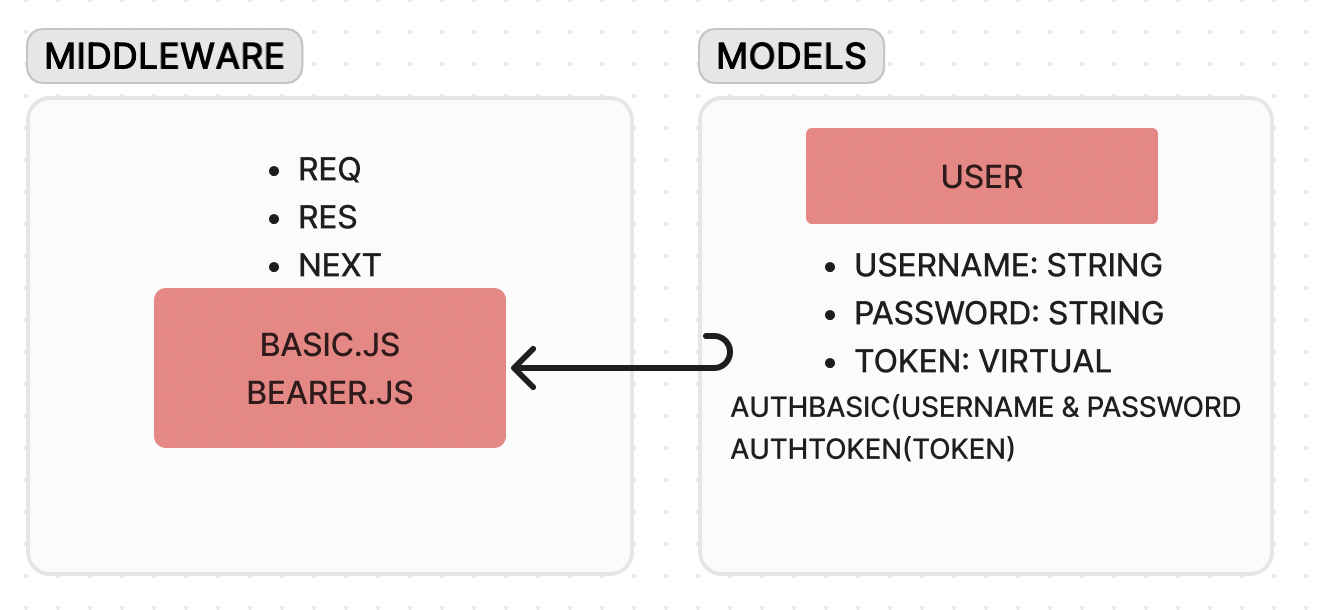 MIDDLEWARE
REQ
RES
NEXT
BASIC.JS
BEARER.JS
MODELS
USER
USERNAME: STRING
PASSWORD: STRING
TOKEN: VIRTUAL
AUTHBASIC(USERNAME & PASSWORD
AUTHTOKEN(TOKEN)